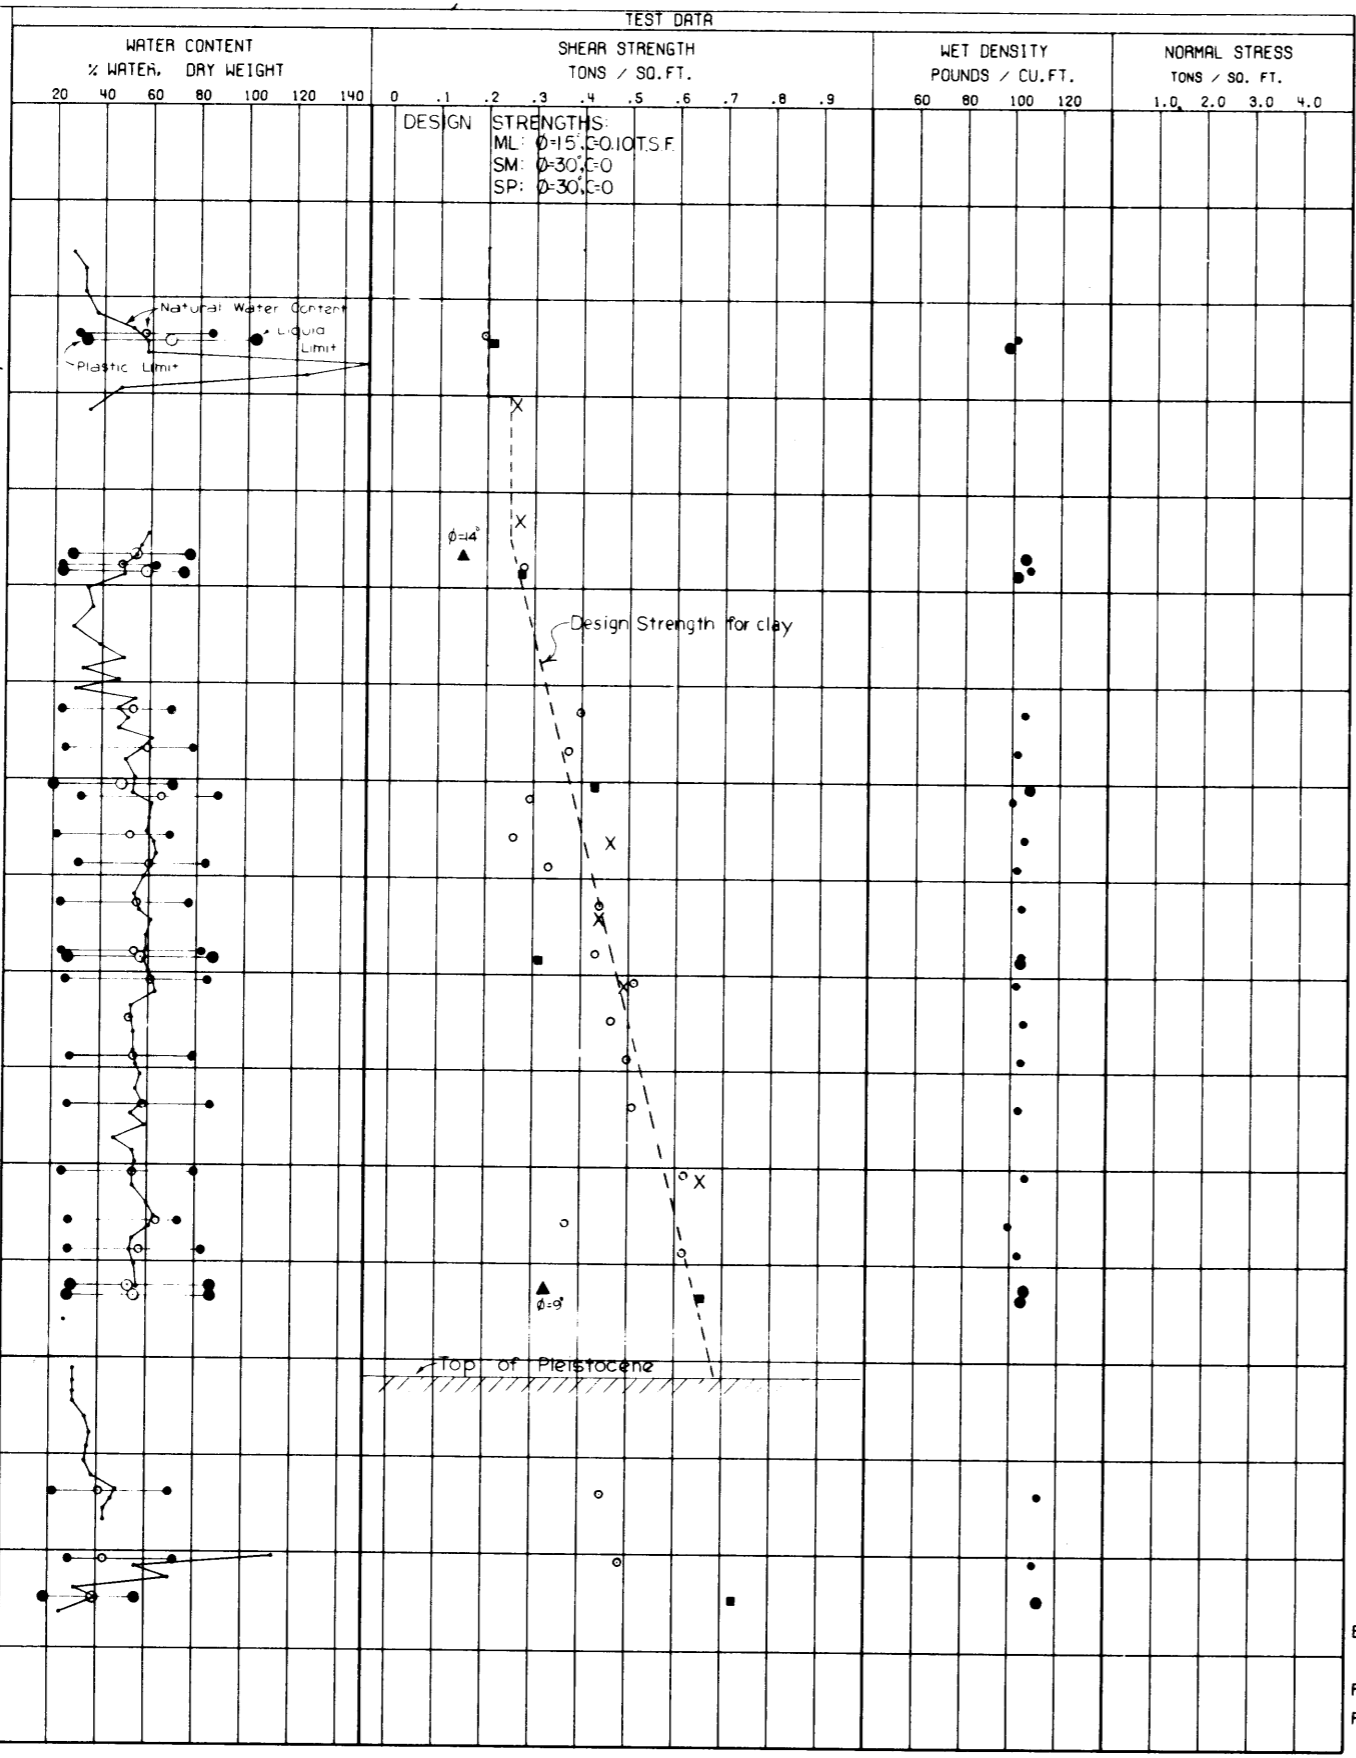 TEST DATA
WATER CONTENT
% WATER, DRY WEIGHT
20 40 60 80 100 120 140
SHEAR STRENGTH
TONS / SQ.FT.
0 .1 .2 .3 .4 .5 .6 .7 .8 .9
WET DENSITY
POUNDS / CU.FT.
60 80 100 120
NORMAL STRESS
TONS / SQ. FT.
1.0 2.0 3.0 4.0
DESIGN STRENGTHS:
ML: Ø=15°, C=0.10 T.S.F.
SM: Ø=30°, C=0
SP: Ø=30°, C=0
Natural Water Content
Liquid
Limit
Plastic Limit
Ø=14°
Design Strength for clay
Ø=9°
Top of Pleistocene